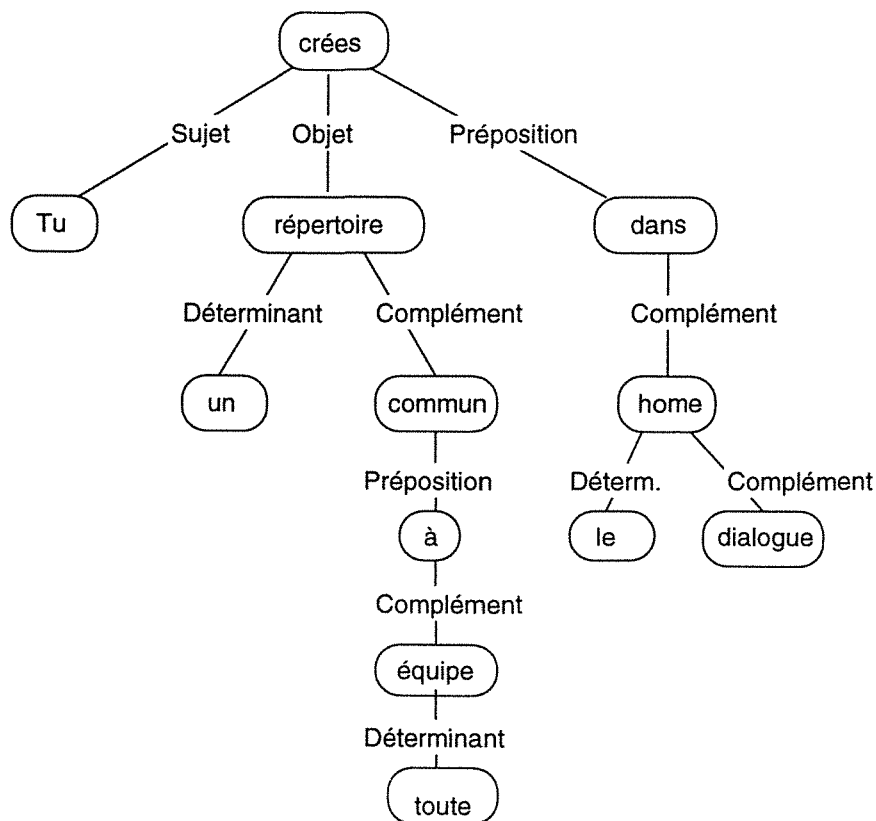 crées
Sujet Objet Préposition
Tu répertoire dans
Déterminant Complément Complément
un commun home
Préposition Déterm. Complément
à le dialogue
Complément
équipe
Déterminant
toute